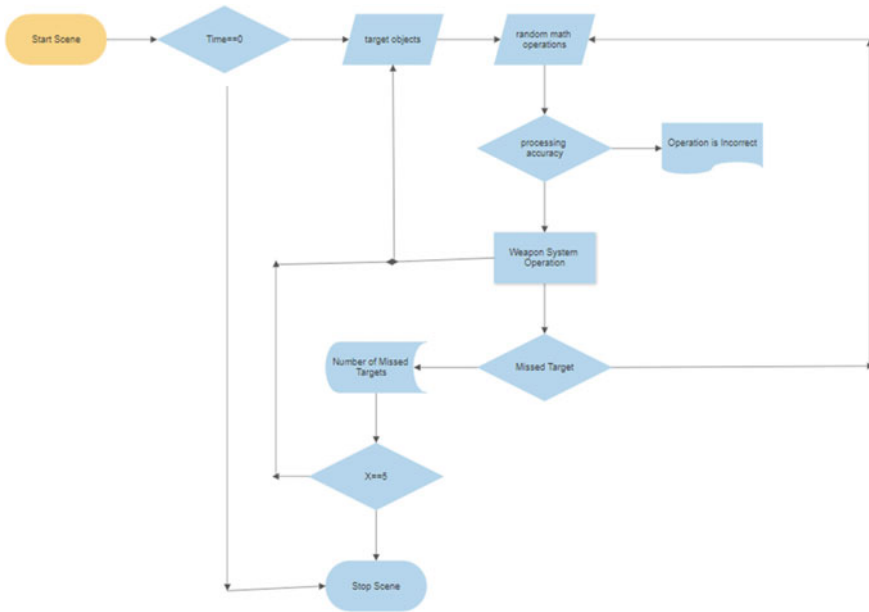 Start Scene
Time==0
target objects
random math
operations
processing
accuracy
Operation is Incorrect
Weapon System
Operation
Number of Missed
Targets
Missed Target
X==5
Stop Scene